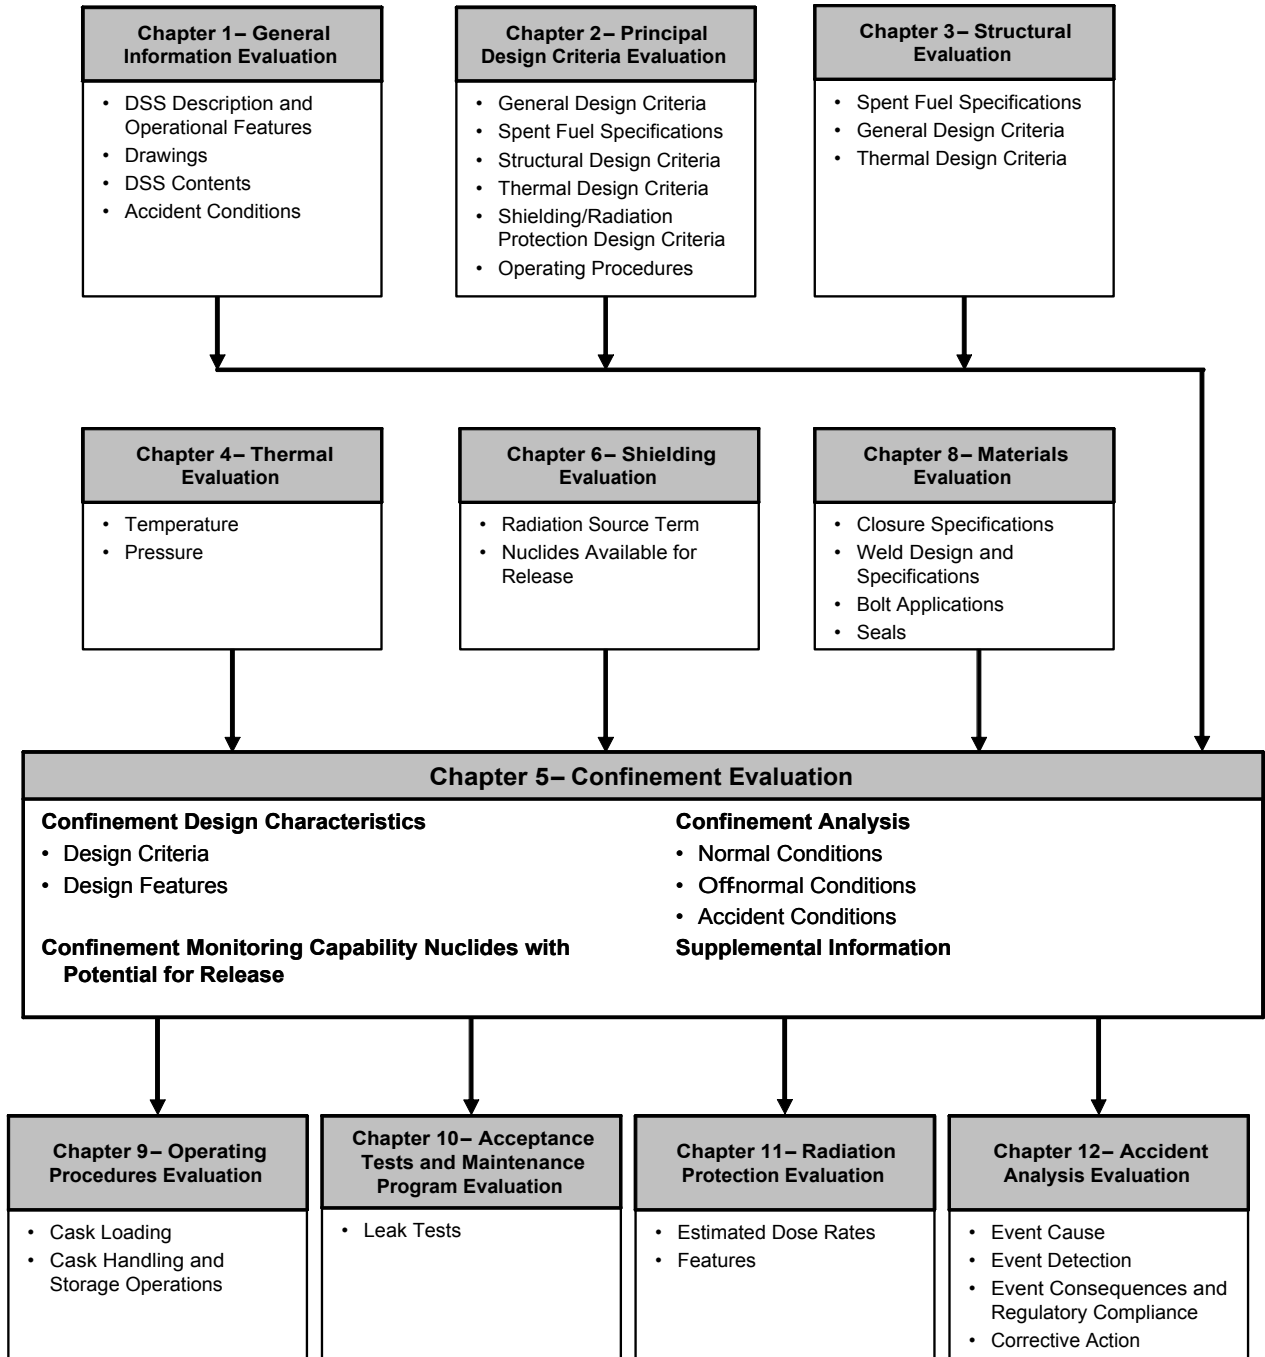 Chapter 1– General
Information Evaluation
• DSS Description and
Operational Features
• Drawings
• DSS Contents
• Accident Conditions
Chapter 2– Principal
Design Criteria Evaluation
• General Design Criteria
• Spent Fuel Specifications
• Structural Design Criteria
• Thermal Design Criteria
• Shielding/Radiation
Protection Design Criteria
• Operating Procedures
Chapter 3– Structural
Evaluation
• Spent Fuel Specifications
• General Design Criteria
• Thermal Design Criteria
Chapter 4– Thermal
Evaluation
• Temperature
• Pressure
Chapter 6– Shielding
Evaluation
• Radiation Source Term
• Nuclides Available for
Release
Chapter 8– Materials
Evaluation
• Closure Specifications
• Weld Design and
Specifications
• Bolt Applications
• Seals
Chapter 5– Confinement Evaluation
Confinement Design Characteristics
• Design Criteria
• Design Features
Confinement Monitoring Capability Nuclides with
Potential for Release
Confinement Analysis
• Normal Conditions
• Offnormal Conditions
• Accident Conditions
Supplemental Information
Chapter 9– Operating
Procedures Evaluation
• Cask Loading
• Cask Handling and
Storage Operations
Chapter 10– Acceptance
Tests and Maintenance
Program Evaluation
• Leak Tests
Chapter 11– Radiation
Protection Evaluation
• Estimated Dose Rates
• Features
Chapter 12– Accident
Analysis Evaluation
• Event Cause
• Event Detection
• Event Consequences and
Regulatory Compliance
• Corrective Action